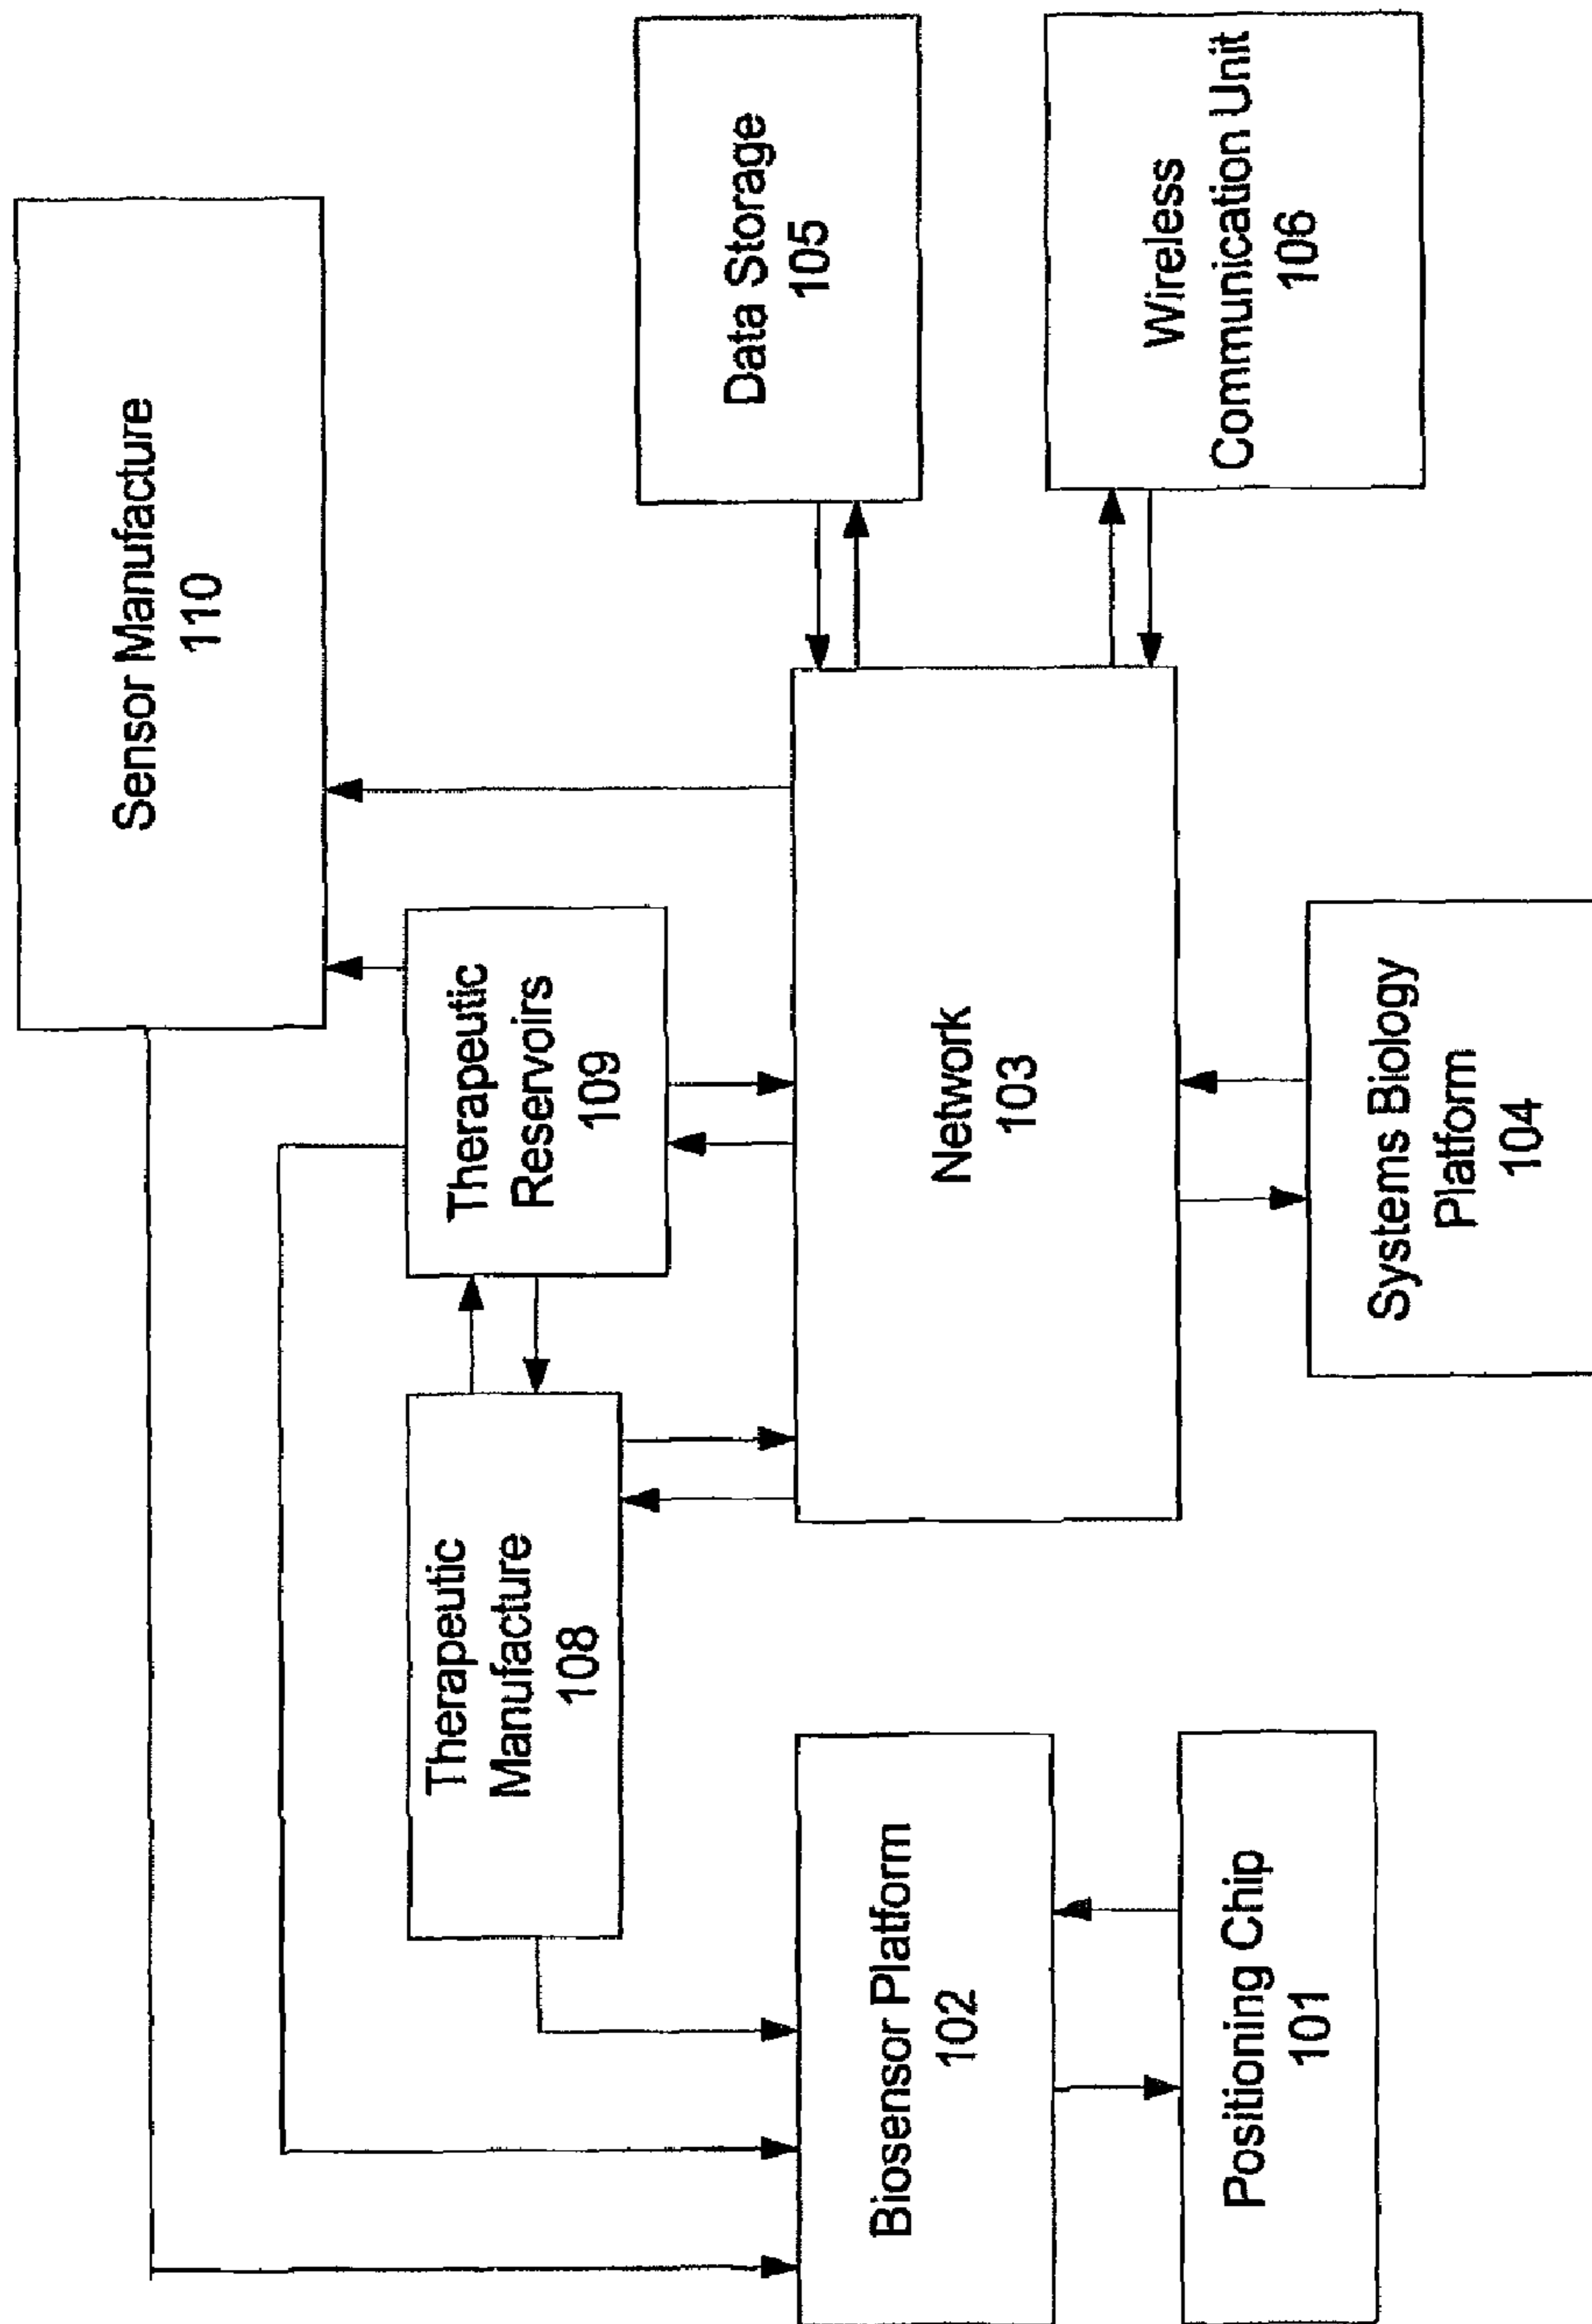 Sensor Manufacture
110
Therapeutic
Manufacture
108
Therapeutic
Reservoirs
109
Data Storage
105
Biosensor Platform
102
Network
103
Wireless
Communication Unit
106
Positioning Chip
101
Systems Biology
Platform
104